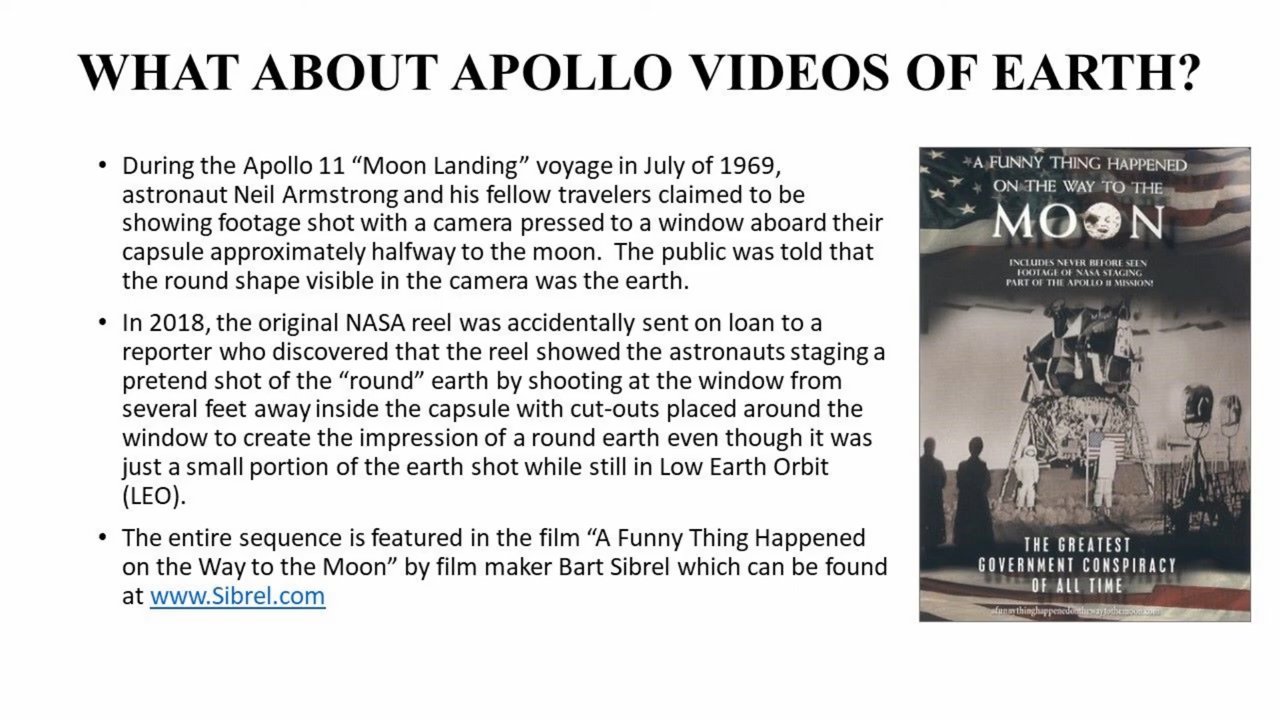 WHAT ABOUT APOLLO VIDEOS OF EARTH?
• During the Apollo 11 “Moon Landing” voyage in July of 1969,
astronaut Neil Armstrong and his fellow travelers claimed to be
showing footage shot with a camera pressed to a window aboard their
capsule approximately halfway to the moon.  The public was told that
the round shape visible in the camera was the earth.
• In 2018, the original NASA reel was accidentally sent on loan to a
reporter who discovered that the reel showed the astronauts staging a
pretend shot of the “round” earth by shooting at the window from
several feet away inside the capsule with cut-outs placed around the
window to create the impression of a round earth even though it was
just a small portion of the earth shot while still in Low Earth Orbit
(LEO).
• The entire sequence is featured in the film “A Funny Thing Happened
on the Way to the Moon” by film maker Bart Sibrel which can be found
at www.Sibrel.com
A FUNNY THING HAPPENED
ON THE WAY TO THE
MOON
INCLUDES NEVER BEFORE SEEN
FOOTAGE OF NASA STAGING
PART OF THE APOLLO 11 MISSION!
THE GREATEST
GOVERNMENT CONSPIRACY
OF ALL TIME
afunnythinghappenedonthewaytothemoon.com